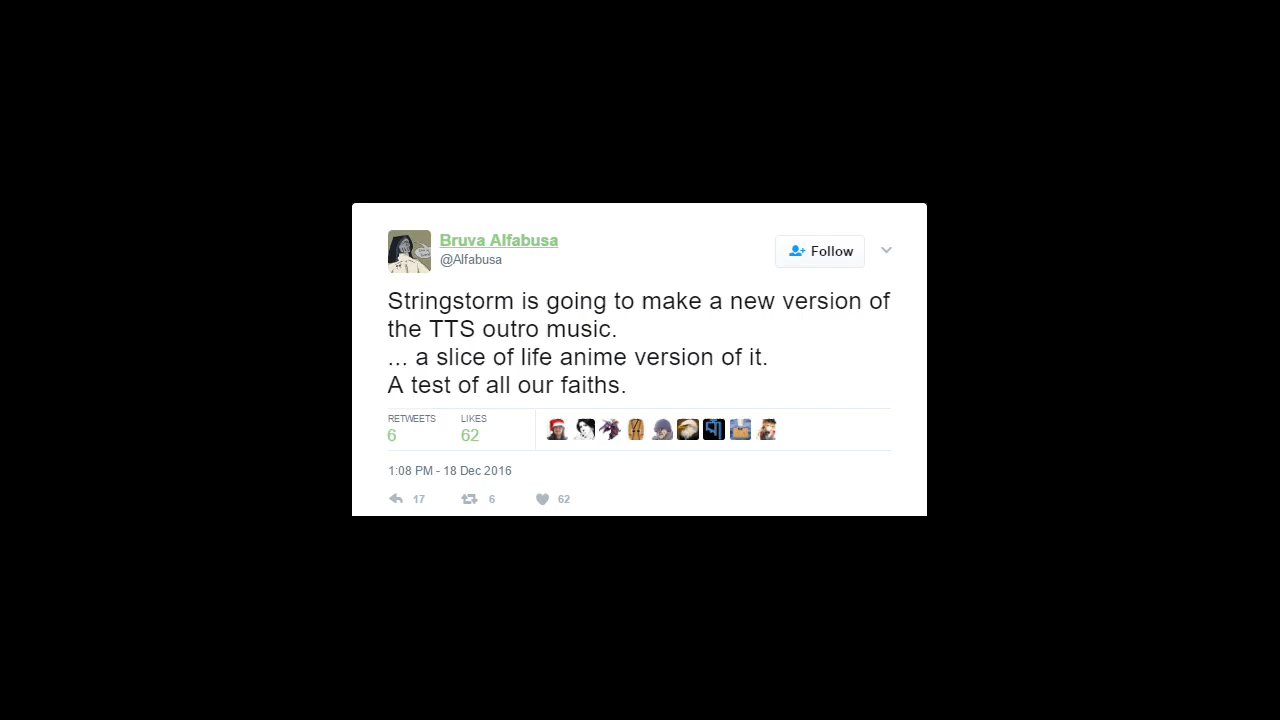 Bruva Alfabusa
@Alfabusa
Follow
Stringstorm is going to make a new version of
the TTS outro music.
... a slice of life anime version of it.
A test of all our faiths.
RETWEETS LIKES
6 62
1:08 PM - 18 Dec 2016
17 6 62